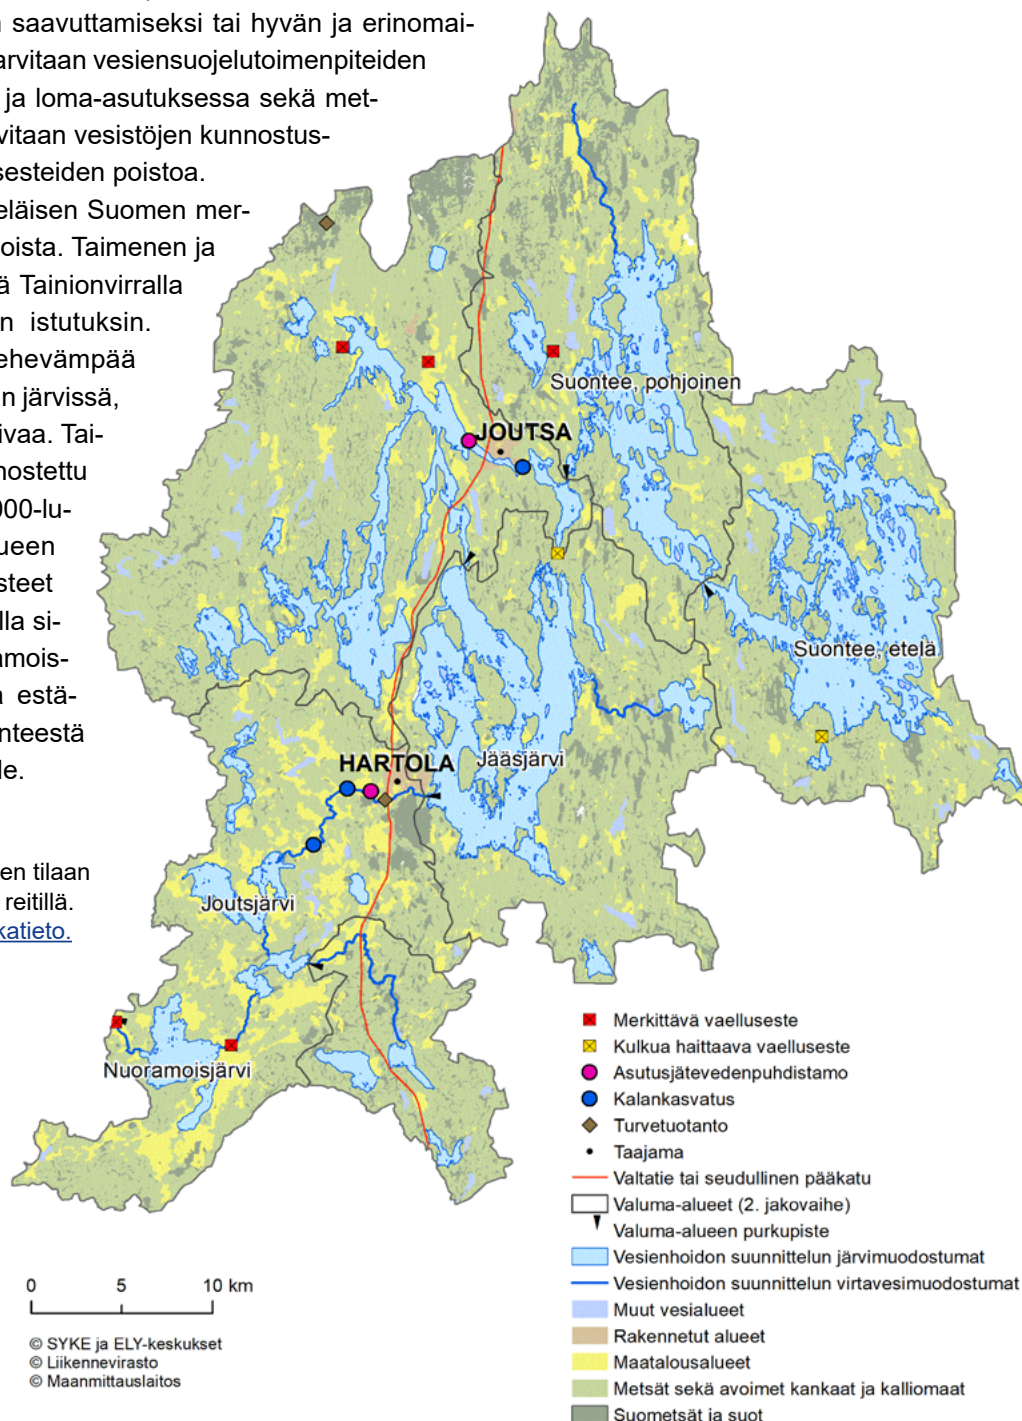 saavuttamiseksi tai hyvän ja erinomai-
arvitaan vesiensuojelutoimenpiteiden
ja loma-asutuksessa sekä met-
vitaan vesistöjen kunnostus-
sesteiden poistoa.
eläisen Suomen mer-
oista. Taimenen ja
ä Tainionvirralla
n istutuksin.
ehevämpää
n järvissä,
ivaa. Tai-
nostettu
000-lu-
ueen
steet
lla si-
amois-
a estä-
nteestä
le.
en tilaan
reitillä.
katieto.
Suontee, pohjoinen
JOUTSA
Suontee, etelä
HARTOLA
Jääsjärvi
Joutsjärvi
Nuoramoisjärvi
Merkittävä vaelluseste
Kulkua haittaava vaelluseste
Asutusjätevedenpuhdistamo
Kalankasvatus
Turvetuotanto
Taajama
Valtatie tai seudullinen pääkatu
Valuma-alueet (2. jakovaihe)
Valuma-alueen purkupiste
Vesienhoidon suunnittelun järvimuodostumat
Vesienhoidon suunnittelun virtavesimuodostumat
Muut vesialueet
Rakennetut alueet
Maatalousalueet
Metsät sekä avoimet kankaat ja kalliomaat
Suometsät ja suot
0 5 10 km
© SYKE ja ELY-keskukset
© Liikennevirasto
© Maanmittauslaitos